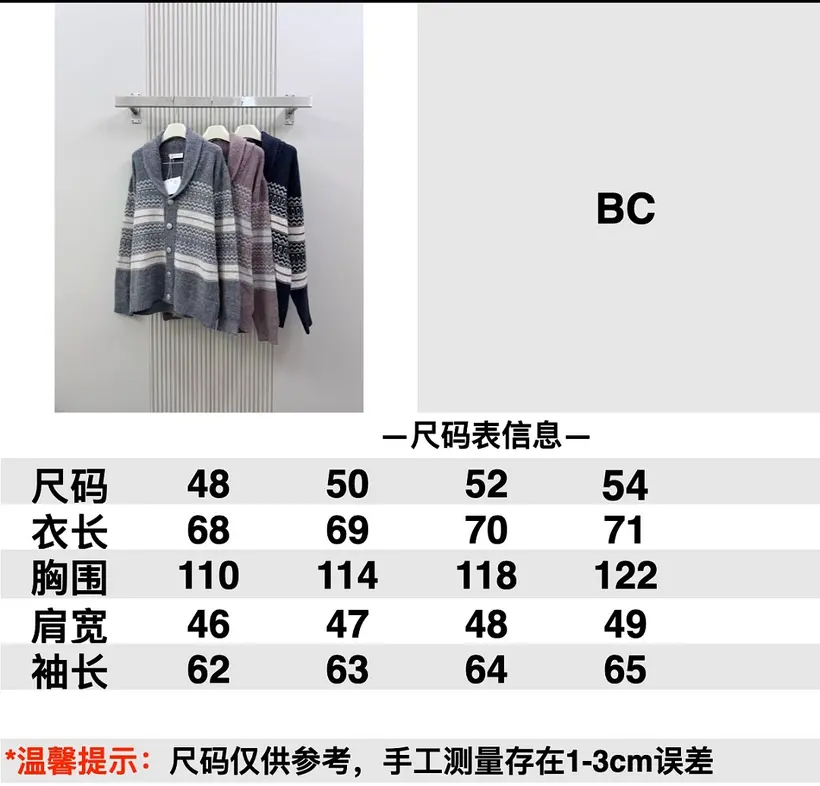 BC
—尺码表信息—
尺码 48 50 52 54
衣长 68 69 70 71
胸围 110 114 118 122
肩宽 46 47 48 49
袖长 62 63 64 65
*温馨提示：尺码仅供参考，手工测量存在1-3cm误差